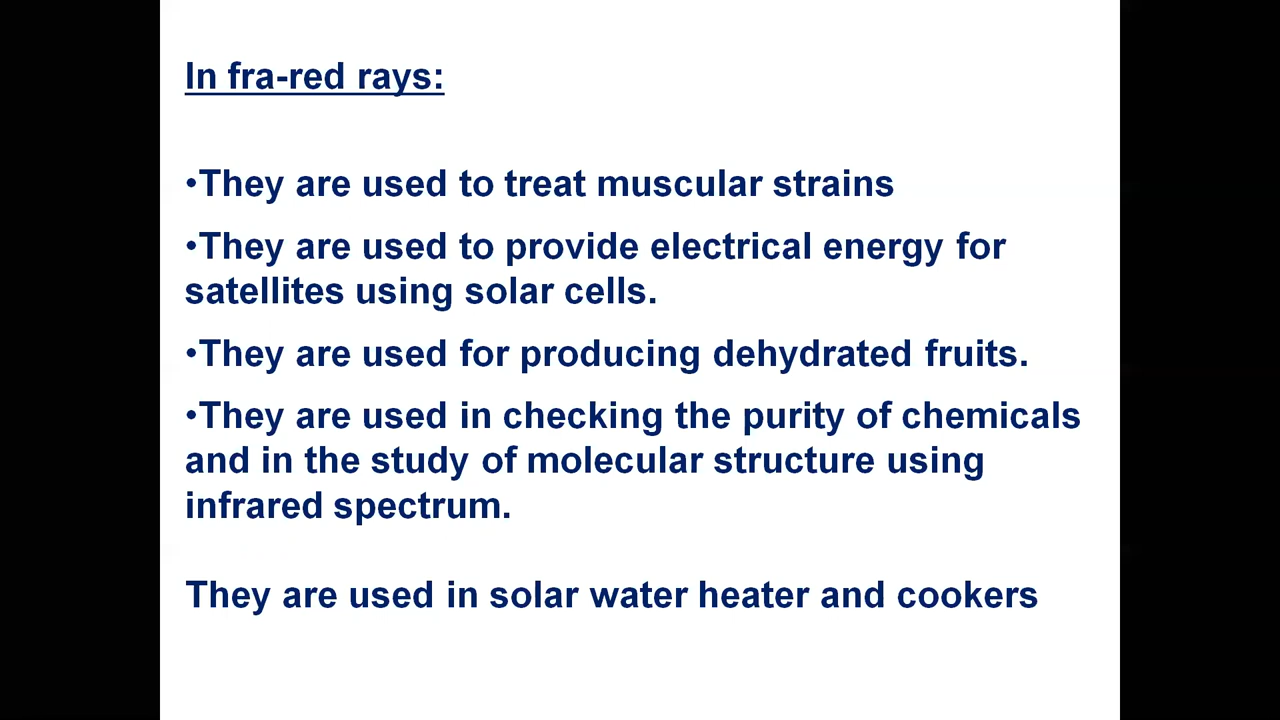 In fra-red rays:
•They are used to treat muscular strains
•They are used to provide electrical energy for
satellites using solar cells.
•They are used for producing dehydrated fruits.
•They are used in checking the purity of chemicals
and in the study of molecular structure using
infrared spectrum.
They are used in solar water heater and cookers